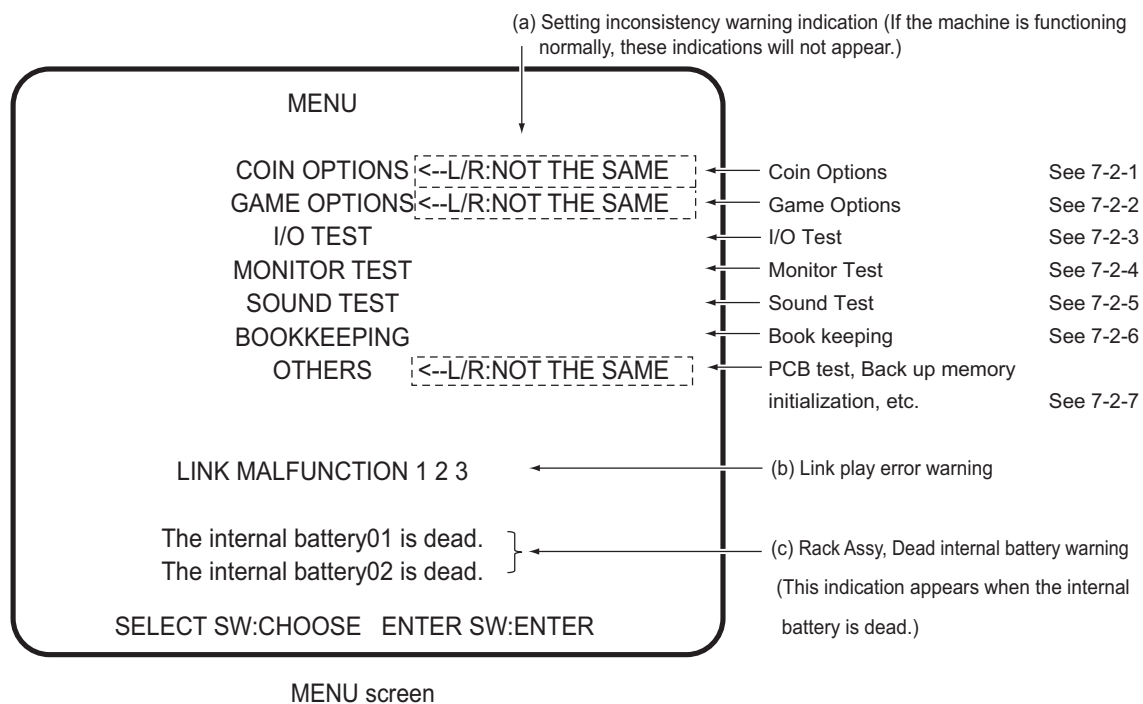 (a) Setting inconsistency warning indication (If the machine is functioning
normally, these indications will not appear.)
MENU
COIN OPTIONS <--L/R:NOT THE SAME Coin Options See 7-2-1
GAME OPTIONS <--L/R:NOT THE SAME Game Options See 7-2-2
I/O TEST I/O Test See 7-2-3
MONITOR TEST Monitor Test See 7-2-4
SOUND TEST Sound Test See 7-2-5
BOOKKEEPING Book keeping See 7-2-6
OTHERS <--L/R:NOT THE SAME PCB test, Back up memory
initialization, etc. See 7-2-7
LINK MALFUNCTION 1 2 3 (b) Link play error warning
The internal battery01 is dead.
The internal battery02 is dead.
(c) Rack Assy, Dead internal battery warning
(This indication appears when the internal
battery is dead.)
SELECT SW:CHOOSE ENTER SW:ENTER
MENU screen